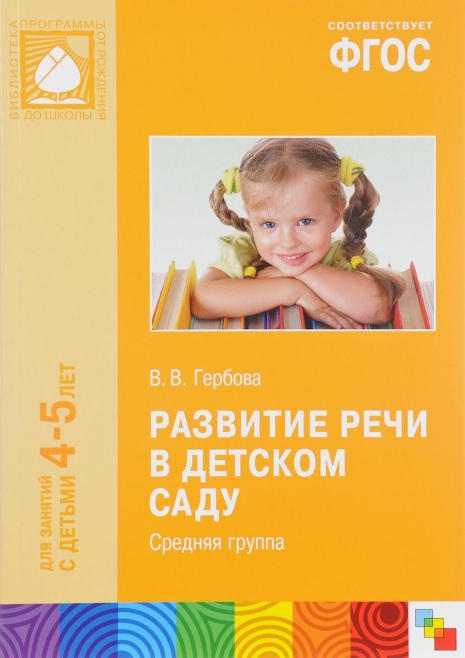 БИБЛИОТЕКА
ПРОГРАММЫ
ОТ РОЖДЕНИЯ
ДО ШКОЛЫ
СООТВЕТСТВУЕТ
ФГОС
В. В. Гербова
РАЗВИТИЕ РЕЧИ
В ДЕТСКОМ
САДУ
Средняя группа
ДЛЯ ЗАНЯТИЙ
С ДЕТЬМИ 4-5 ЛЕТ